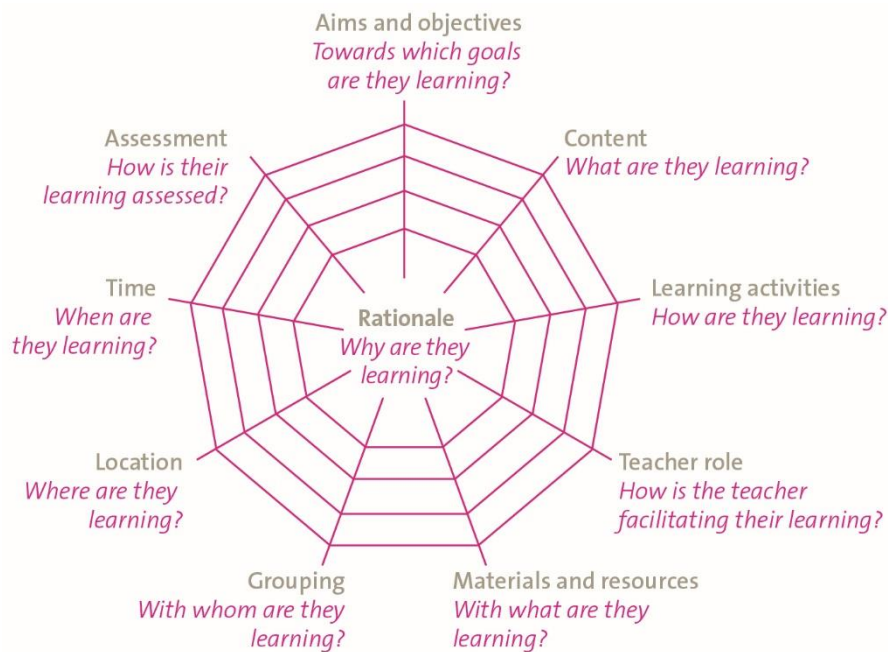 Aims and objectives
Towards which goals
are they learning?
Content
What are they learning?
Learning activities
How are they learning?
Teacher role
How is the teacher
facilitating their learning?
Materials and resources
With what are they
learning?
Grouping
With whom are they
learning?
Location
Where are they
learning?
Time
When are
they learning?
Assessment
How is their
learning assessed?
Rationale
Why are they
learning?